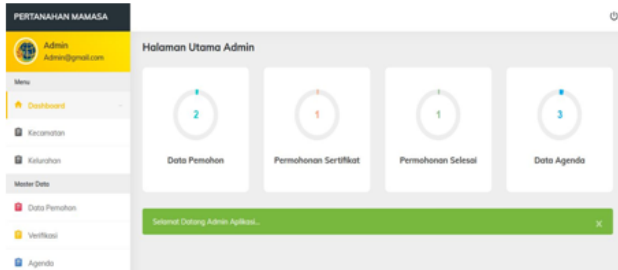 PERTANAHAN MAMASA
Admin
Admin@gmail.com
Menu
Dashboard
Kecamatan
Kelurahan
Master Data
Data Pemohon
Verifikasi
Agenda
Halaman Utama Admin
2
Data Pemohon
1
Permohonan Sertifikat
1
Permohonan Selesai
3
Data Agenda
Selamat Datang Admin Aplikasi...